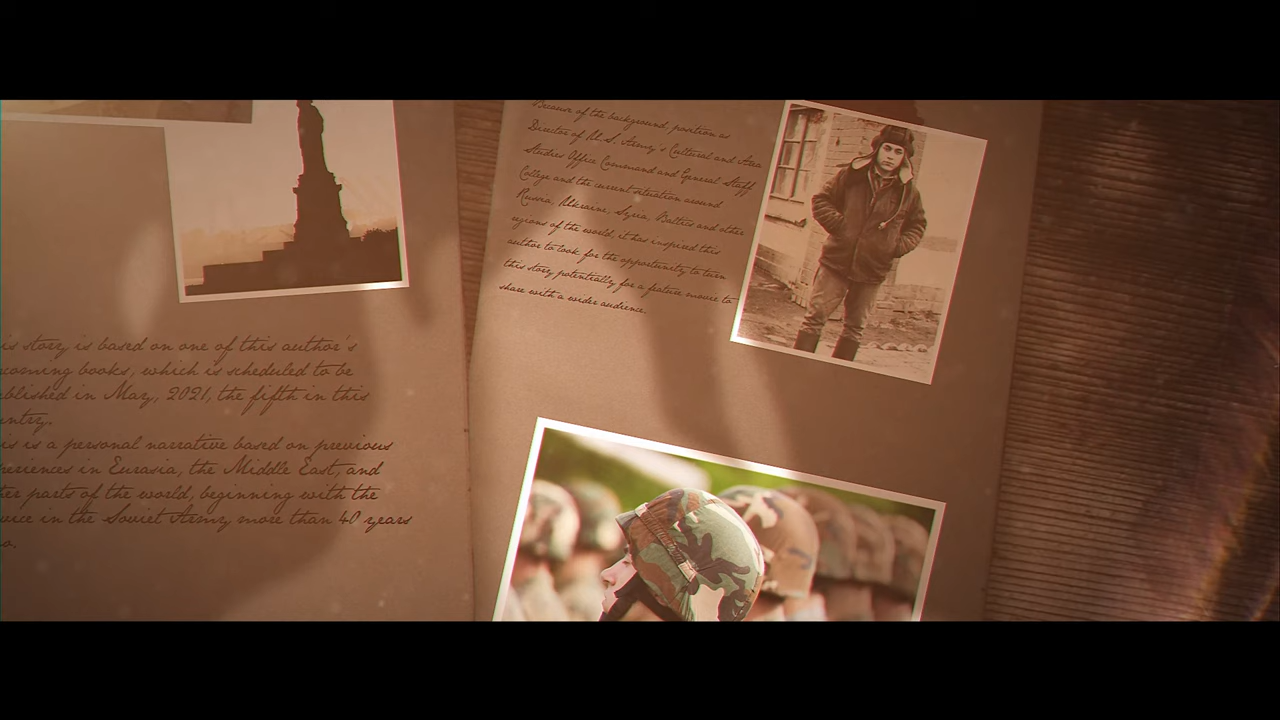 is story is based on one of this author's
coming books, which is scheduled to be
blished in May, 2021, the fifth in this
ntry.
is is a personal narrative based on previous
periences in Eurasia, the Middle East, and
er parts of the world, beginning with the
vice in the Soviet Army more than 40 years
o.
Because of the background, position as
Director of U.S. Army's Cultural and Area
Studies Office Command and General Staff
College and the current situation around
Russia, Ukraine, Syria, Baltics and other
regions of the world, it has inspired this
author to look for the opportunity to turn
this story potentially for a feature movie to
share with a wider audience.